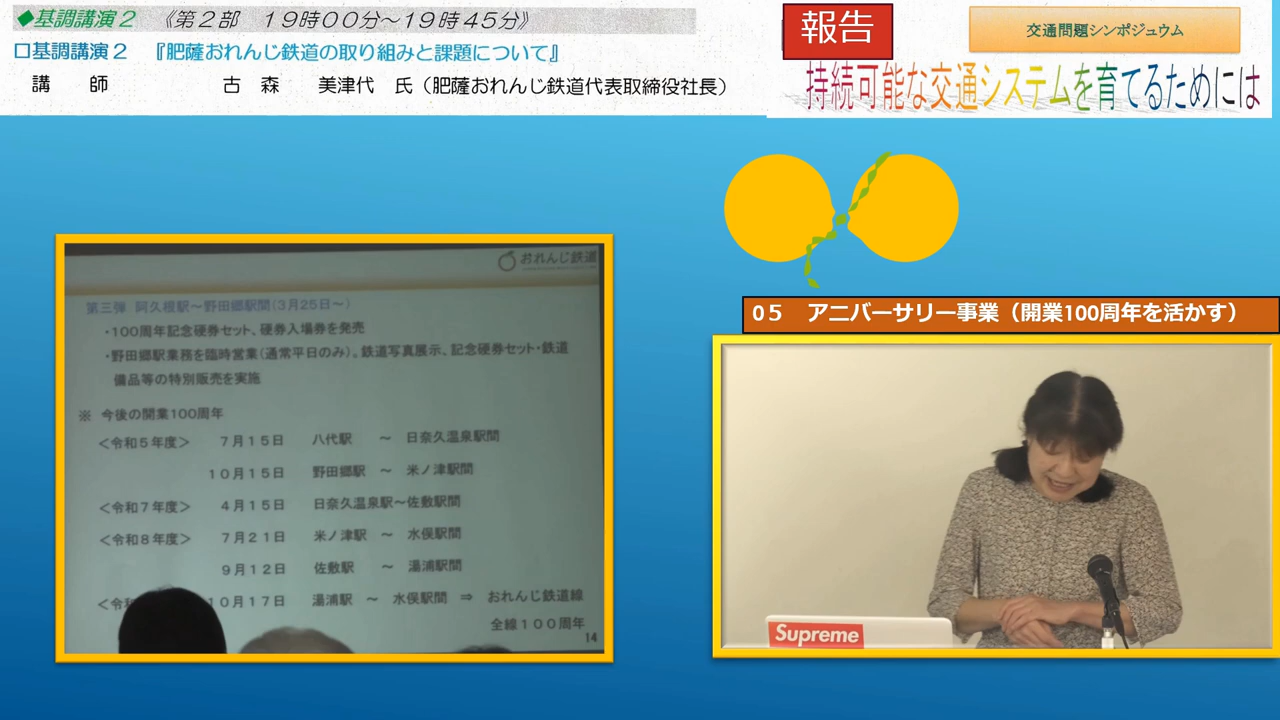 ◆基調講演２　《第２部　１９時００分～１９時４５分》
□基調講演２　『肥薩おれんじ鉄道の取り組みと課題について』
講　師　　　　古　森　　美津代　氏（肥薩おれんじ鉄道代表取締役社長）
報告
交通問題シンポジュウム
持続可能な交通システムを育てるためには
おれんじ鉄道
第三弾 阿久根駅～野田郷駅間（３月２５日～）
・100周年記念硬券セット、硬券入場券を発売
・野田郷駅業務を臨時営業（通常平日のみ）。鉄道写真展示、記念硬券セット・鉄道
備品等の特別販売を実施
※ 今後の開業100周年
＜令和５年度＞　７月１５日　八代駅　～　日奈久温泉駅間
１０月１５日　野田郷駅　～　米ノ津駅間
＜令和７年度＞　４月１５日　日奈久温泉駅～佐敷駅間
＜令和８年度＞　７月２１日　米ノ津駅　～　水俣駅間
９月１２日　佐敷駅　～　湯浦駅間
＜令和　１０月１７日　湯浦駅　～　水俣駅間　⇒　おれんじ鉄道線
全線１００周年
14
０５　アニバーサリー事業（開業100周年を活かす）
Supreme